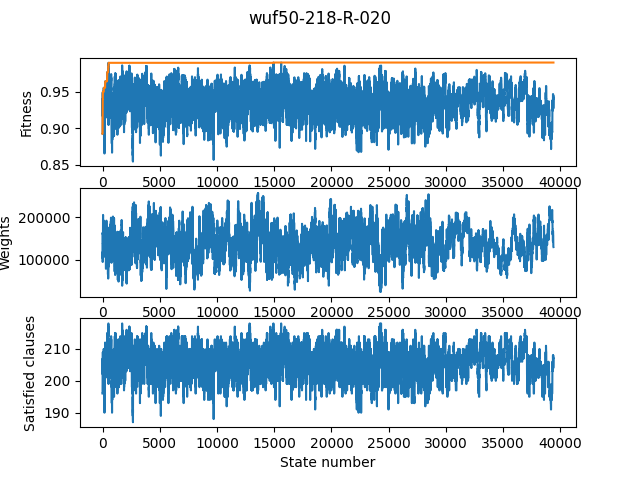 wuf50-218-R-020
Fitness
0.95
0.90
0.85
0 5000 10000 15000 20000 25000 30000 35000 40000
Weights
200000
100000
0 5000 10000 15000 20000 25000 30000 35000 40000
Satisfied clauses
210
200
190
0 5000 10000 15000 20000 25000 30000 35000 40000
State number